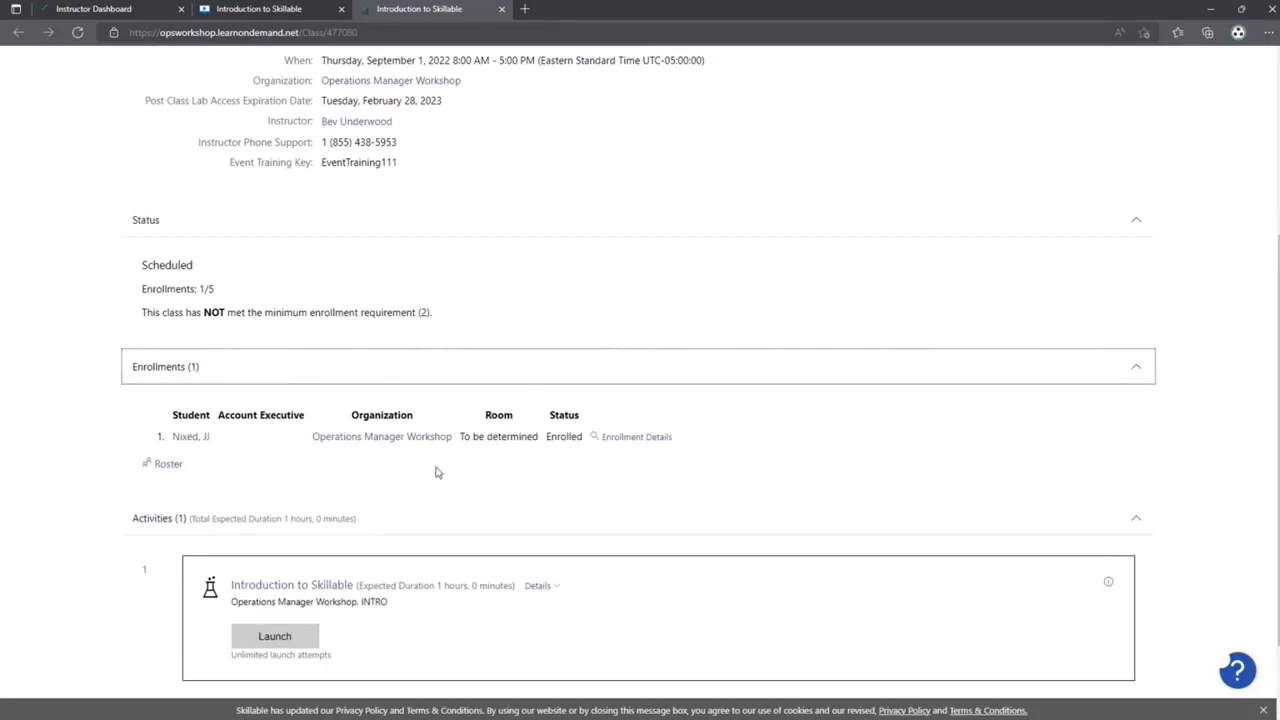 Instructor Dashboard
Introduction to Skillable
Introduction to Skillable
https://opsworkshop.learnondemand.net/Class/477080
When: Thursday, September 1, 2022 8:00 AM - 5:00 PM (Eastern Standard Time UTC-05:00:00)
Organization: Operations Manager Workshop
Post Class Lab Access Expiration Date: Tuesday, February 28, 2023
Instructor: Bev Underwood
Instructor Phone Support: 1 (855) 438-5953
Event Training Key: EventTraining111
Status
Scheduled
Enrollments: 1/5
This class has NOT met the minimum enrollment requirement (2).
Enrollments (1)
Student Account Executive Organization Room Status
1. Nixed, JJ Operations Manager Workshop To be determined Enrolled Enrollment Details
Roster
Activities (1) (Total Expected Duration 1 hours, 0 minutes)
1
Introduction to Skillable (Expected Duration 1 hours, 0 minutes) Details
Operations Manager Workshop, INTRO
Launch
Unlimited launch attempts
?
Skillable has updated our Privacy Policy and Terms & Conditions. By using our website or by closing this message box, you agree to our use of cookies and our revised, Privacy Policy and Terms & Conditions.